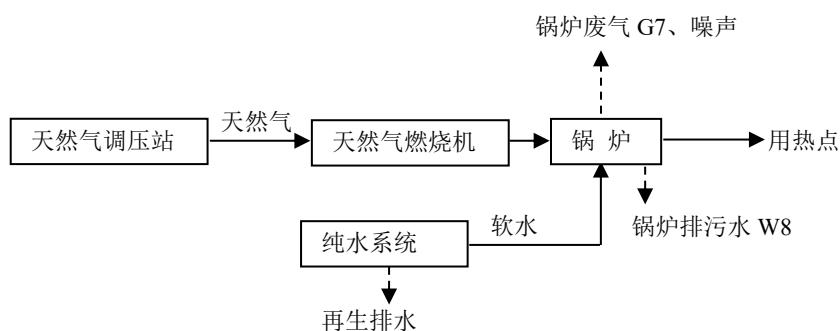 锅炉废气 G7、噪声
天然气调压站
天然气
天然气燃烧机
锅 炉
用热点
纯水系统
软水
锅炉排污水 W8
再生排水